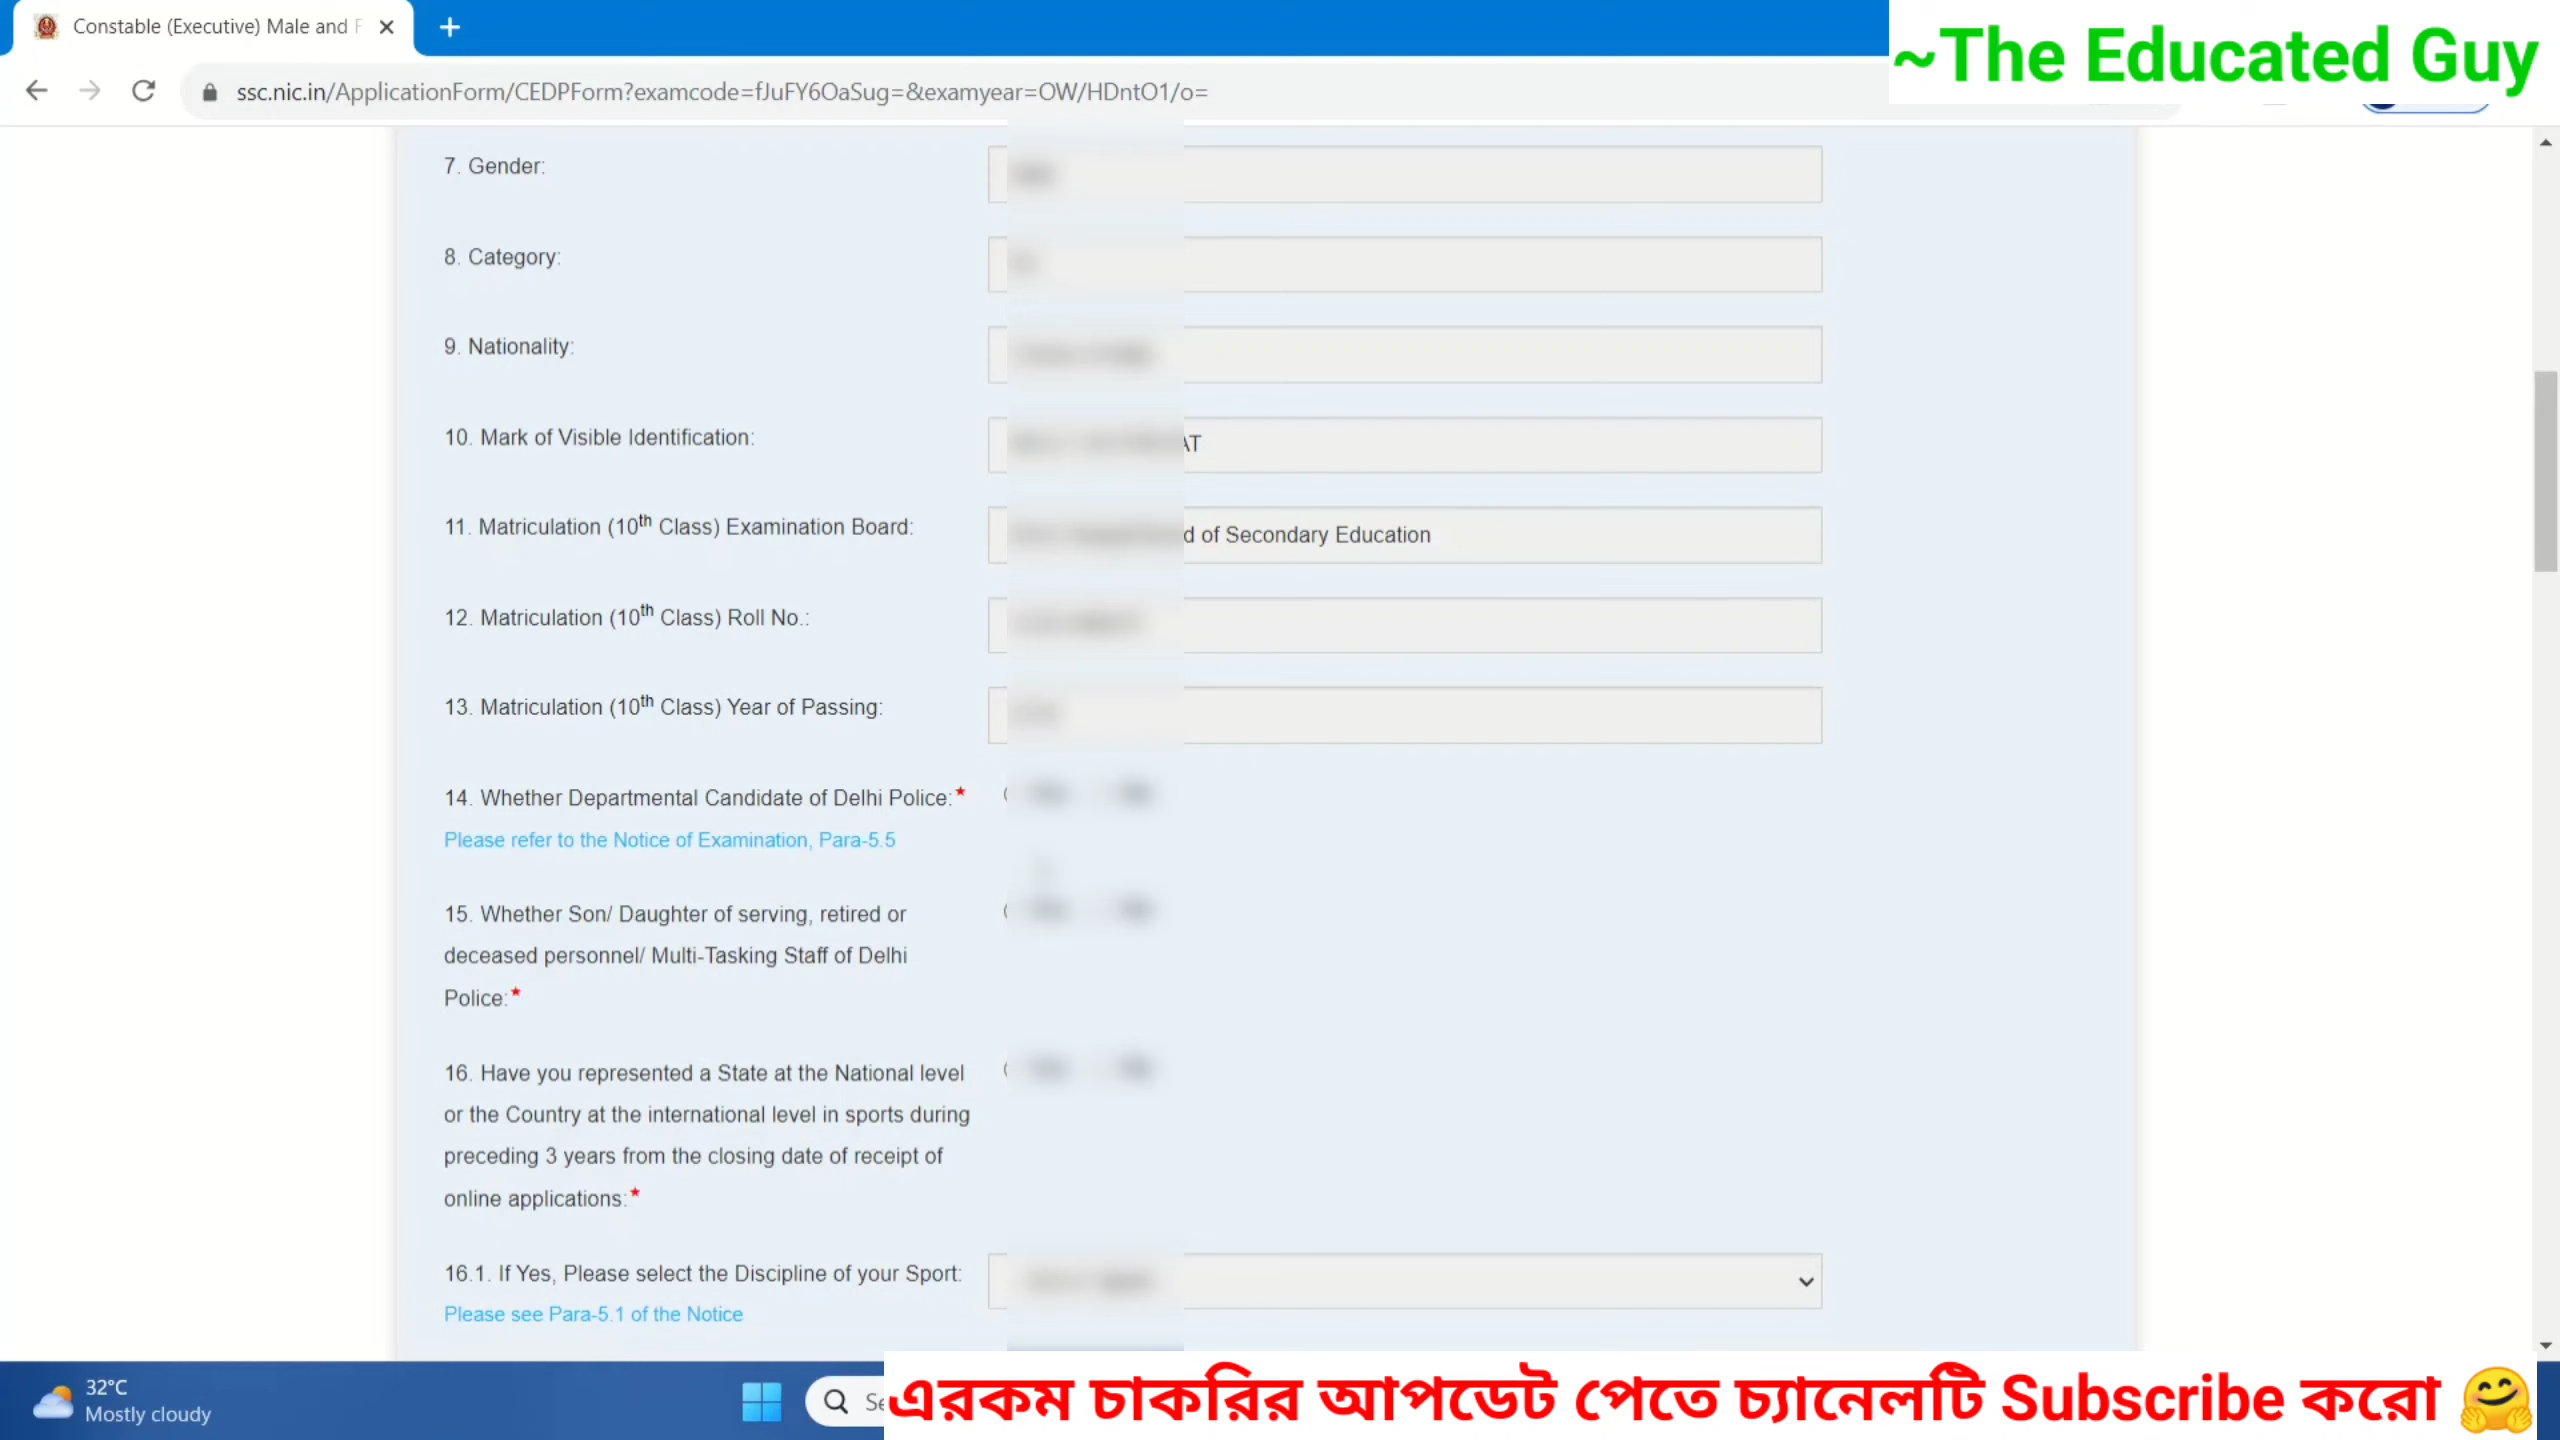 Constable (Executive) Male and F
~The Educated Guy
ssc.nic.in/ApplicationForm/CEDPForm?examcode=fJuFY6OaSug=&examyear=OW/HDntO1/o=
7. Gender:
8. Category:
9. Nationality:
10. Mark of Visible Identification:
AT
11. Matriculation (10th Class) Examination Board:
d of Secondary Education
12. Matriculation (10th Class) Roll No.:
13. Matriculation (10th Class) Year of Passing:
14. Whether Departmental Candidate of Delhi Police:*
Please refer to the Notice of Examination, Para-5.5
15. Whether Son/ Daughter of serving, retired or
deceased personnel/ Multi-Tasking Staff of Delhi
Police:*
16. Have you represented a State at the National level
or the Country at the international level in sports during
preceding 3 years from the closing date of receipt of
online applications:*
16.1. If Yes, Please select the Discipline of your Sport:
Please see Para-5.1 of the Notice
32°C
Mostly cloudy
Se
এরকম চাকরির আপডেট পেতে চ্যানেলটি Subscribe করো 🤗